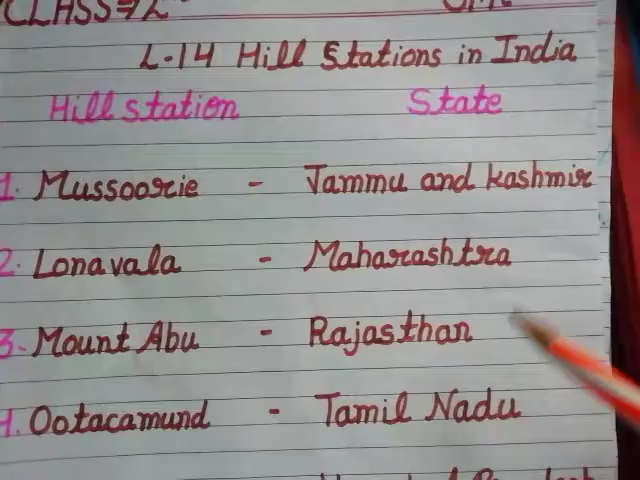 CLASS
L-14 Hill Stations in India
Hill station State
1. Mussoorie - Jammu and kashmir
2. Lonavala - Maharashtra
3. Mount Abu - Rajasthan
4. Ootacamund - Tamil Nadu